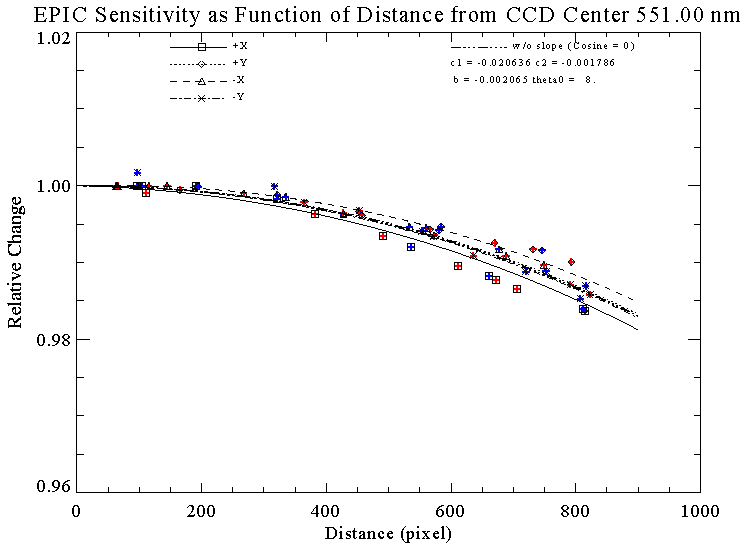 EPIC Sensitivity as Function of Distance from CCD Center 551.00 nm
1.02
+X
w/o slope (Cosine = 0)
+Y
c1 = -0.020636 c2 = -0.001786
-X
b = -0.002065 theta0 = 8.
-Y
1.00
Relative Change
0.98
0.96
0
200
400
600
800
1000
Distance (pixel)